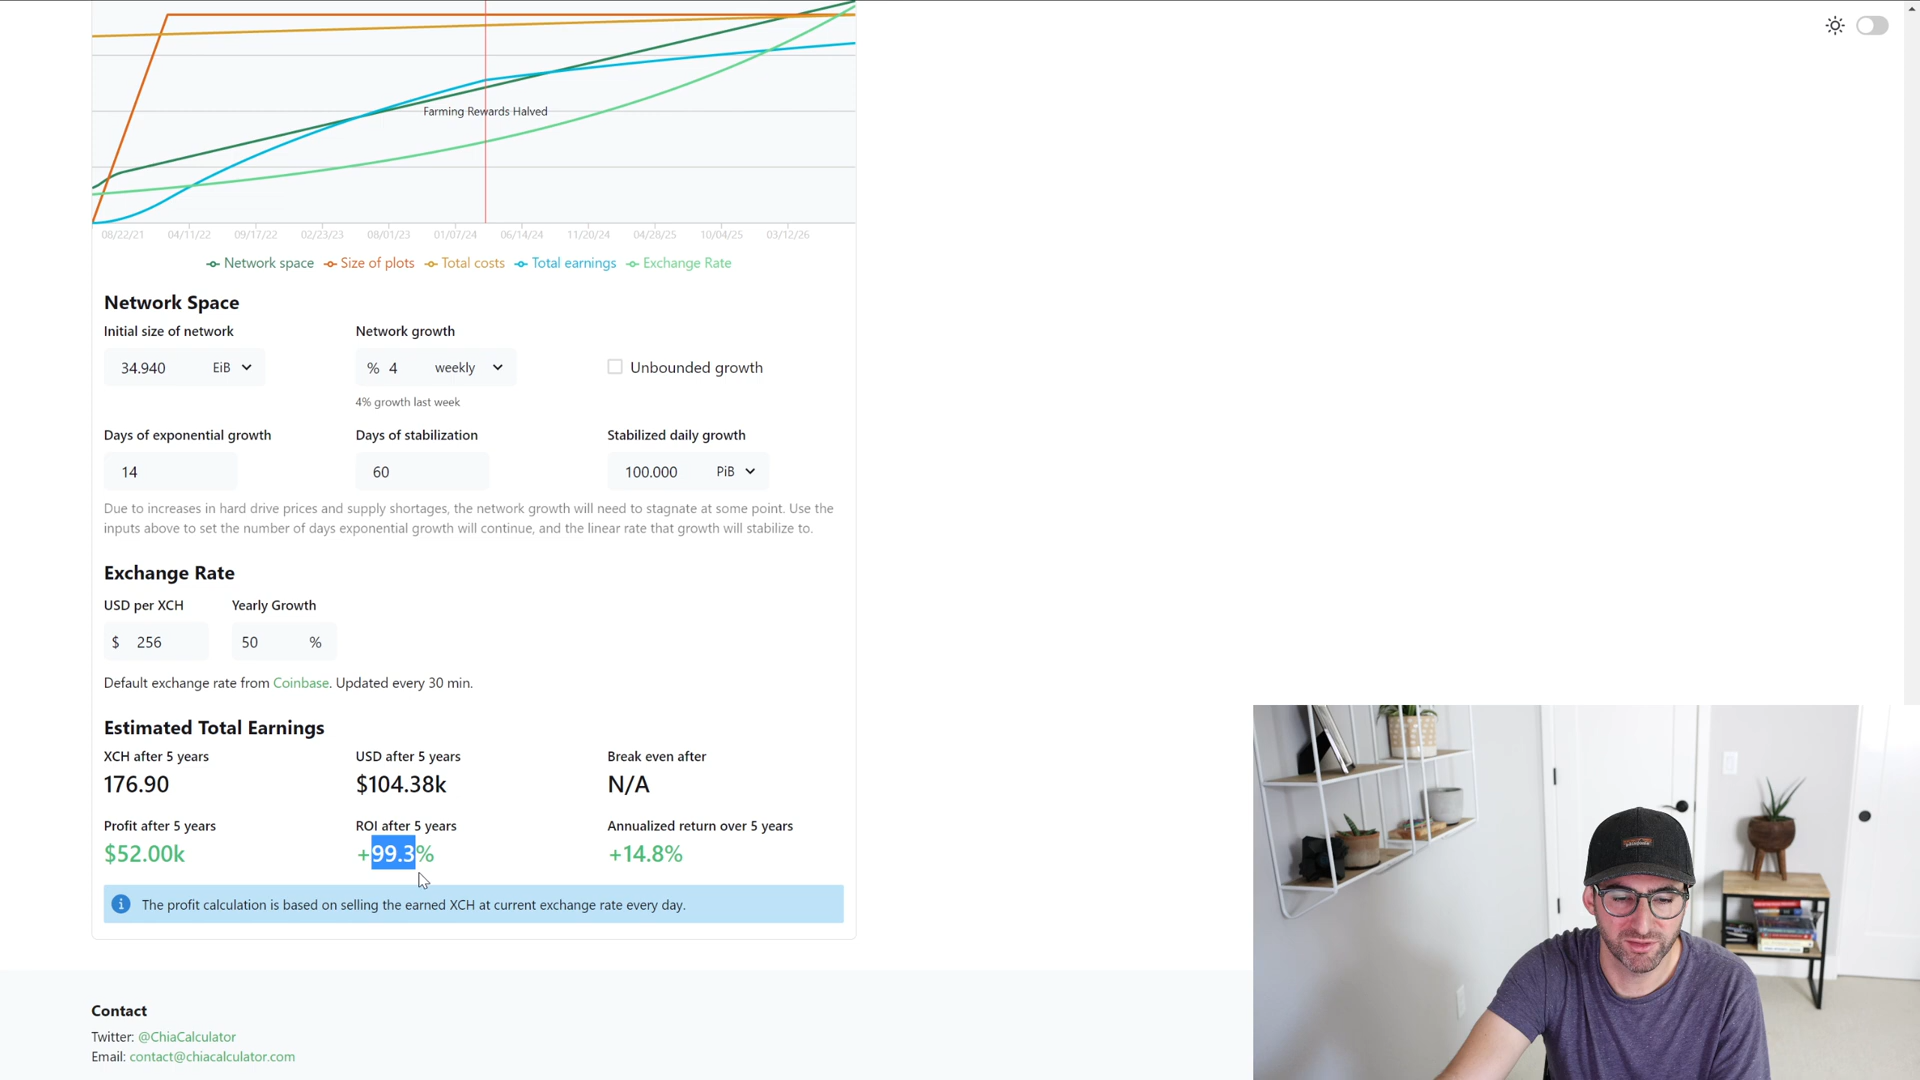 Farming Rewards Halved
08/22/21 04/11/22 09/17/22 02/23/23 08/01/23 01/07/24 06/14/24 11/20/24 04/28/25 10/04/25 03/12/26
Network space Size of plots Total costs Total earnings Exchange Rate
Network Space
Initial size of network Network growth
34.940 EiB % 4 weekly Unbounded growth
4% growth last week
Days of exponential growth Days of stabilization Stabilized daily growth
14 60 100.000 PiB
Due to increases in hard drive prices and supply shortages, the network growth will need to stagnate at some point. Use the
inputs above to set the number of days exponential growth will continue, and the linear rate that growth will stabilize to.
Exchange Rate
USD per XCH Yearly Growth
$ 256 50 %
Default exchange rate from Coinbase. Updated every 30 min.
Estimated Total Earnings
XCH after 5 years USD after 5 years Break even after
176.90 $104.38k N/A
Profit after 5 years ROI after 5 years Annualized return over 5 years
$52.00k +99.3% +14.8%
The profit calculation is based on selling the earned XCH at current exchange rate every day.
Contact
Twitter: @ChiaCalculator
Email: contact@chiacalculator.com